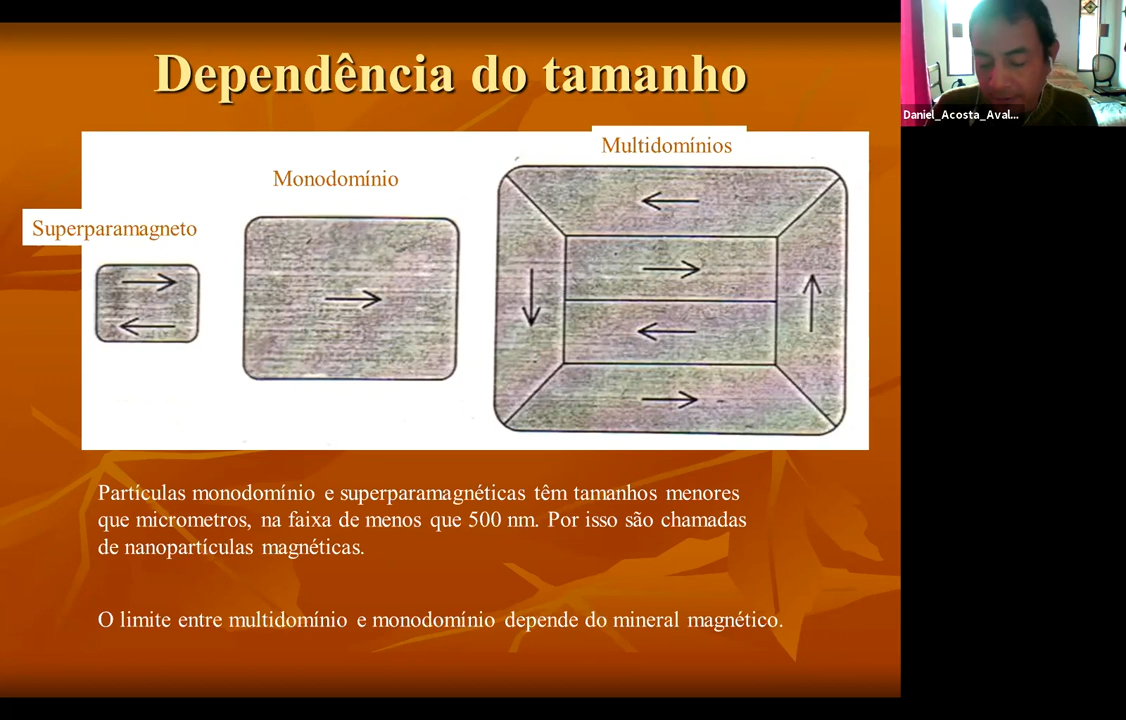 Dependência do tamanho
Daniel_Acosta_Aval...
Multidomínios
Monodomínio
Superparamagneto
Partículas monodomínio e superparamagnéticas têm tamanhos menores
que micrometros, na faixa de menos que 500 nm. Por isso são chamadas
de nanopartículas magnéticas.
O limite entre multidomínio e monodomínio depende do mineral magnético.